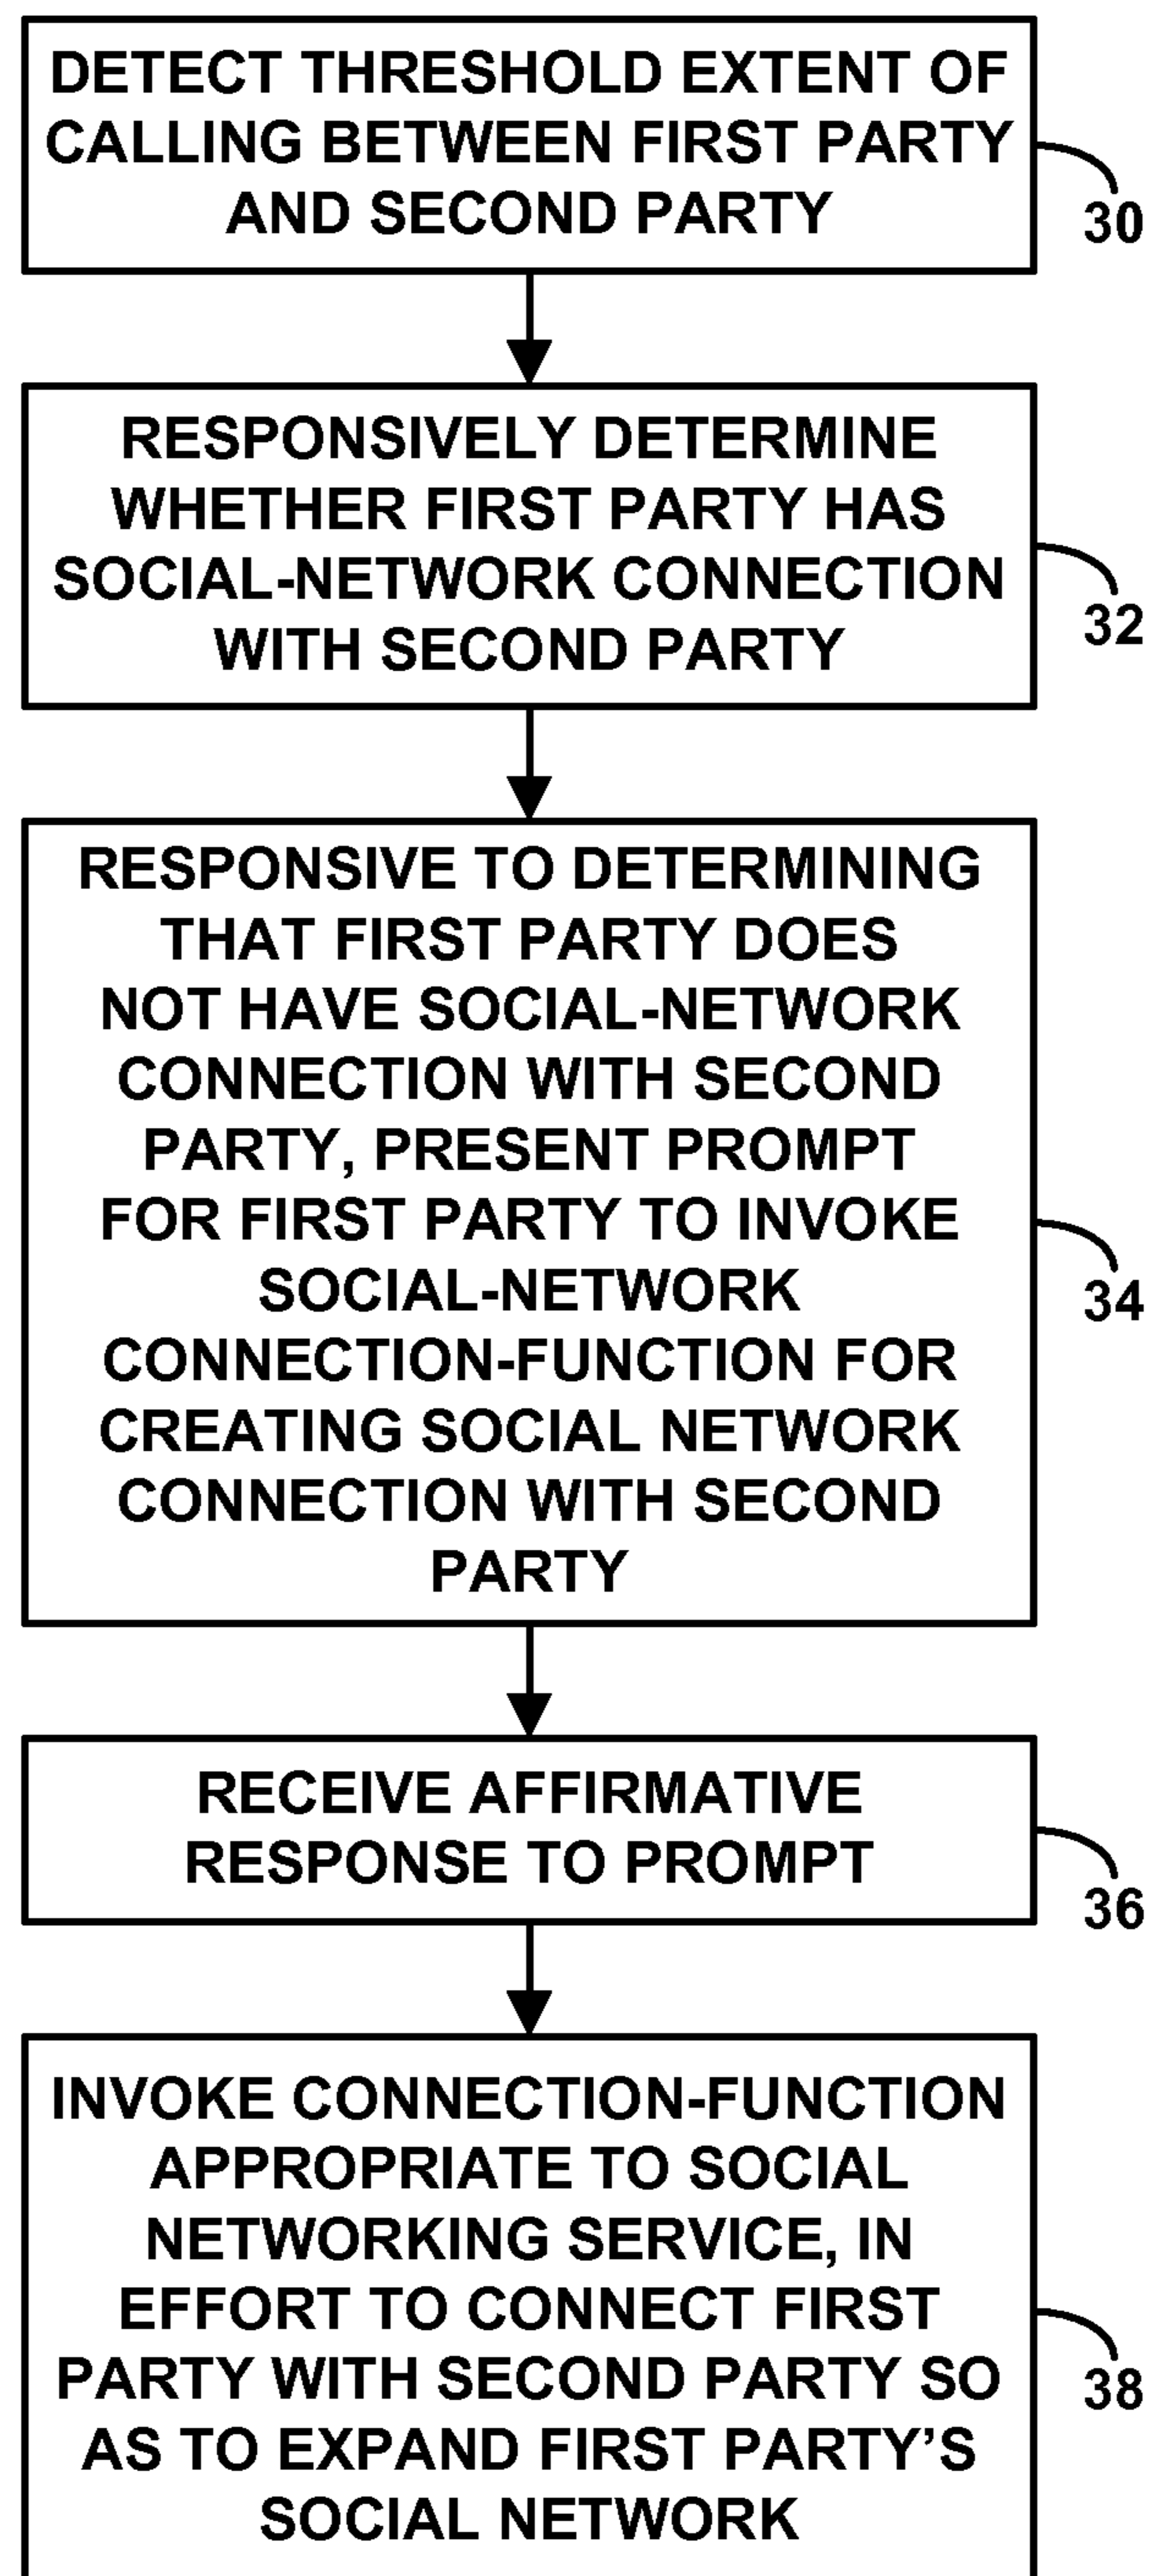 DETECT THRESHOLD EXTENT OF
CALLING BETWEEN FIRST PARTY
AND SECOND PARTY
30
RESPONSIVELY DETERMINE
WHETHER FIRST PARTY HAS
SOCIAL-NETWORK CONNECTION
WITH SECOND PARTY
32
RESPONSIVE TO DETERMINING
THAT FIRST PARTY DOES
NOT HAVE SOCIAL-NETWORK
CONNECTION WITH SECOND
PARTY, PRESENT PROMPT
FOR FIRST PARTY TO INVOKE
SOCIAL-NETWORK
CONNECTION-FUNCTION FOR
CREATING SOCIAL NETWORK
CONNECTION WITH SECOND
PARTY
34
RECEIVE AFFIRMATIVE
RESPONSE TO PROMPT
36
INVOKE CONNECTION-FUNCTION
APPROPRIATE TO SOCIAL
NETWORKING SERVICE, IN
EFFORT TO CONNECT FIRST
PARTY WITH SECOND PARTY SO
AS TO EXPAND FIRST PARTY’S
SOCIAL NETWORK
38